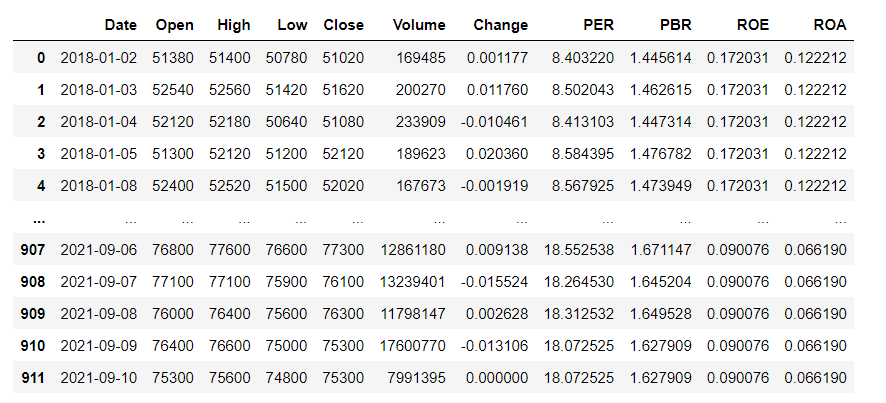 Date Open High Low Close Volume Change PER PBR ROE ROA
0 2018-01-02 51380 51400 50780 51020 169485 0.001177 8.403220 1.445614 0.172031 0.122212
1 2018-01-03 52540 52560 51420 51620 200270 0.011760 8.502043 1.462615 0.172031 0.122212
2 2018-01-04 52120 52180 50640 51080 233909 -0.010461 8.413103 1.447314 0.172031 0.122212
3 2018-01-05 51300 52120 51200 52120 189623 0.020360 8.584395 1.476782 0.172031 0.122212
4 2018-01-08 52400 52520 51500 52020 167673 -0.001919 8.567925 1.473949 0.172031 0.122212
... ... ... ... ... ... ... ... ... ... ... ...
907 2021-09-06 76800 77600 76600 77300 12861180 0.009138 18.552538 1.671147 0.090076 0.066190
908 2021-09-07 77100 77100 75900 76100 13239401 -0.015524 18.264530 1.645204 0.090076 0.066190
909 2021-09-08 76000 76400 75600 76300 11798147 0.002628 18.312532 1.649528 0.090076 0.066190
910 2021-09-09 76400 76600 75000 75300 17600770 -0.013106 18.072525 1.627909 0.090076 0.066190
911 2021-09-10 75300 75600 74800 75300 7991395 0.000000 18.072525 1.627909 0.090076 0.066190